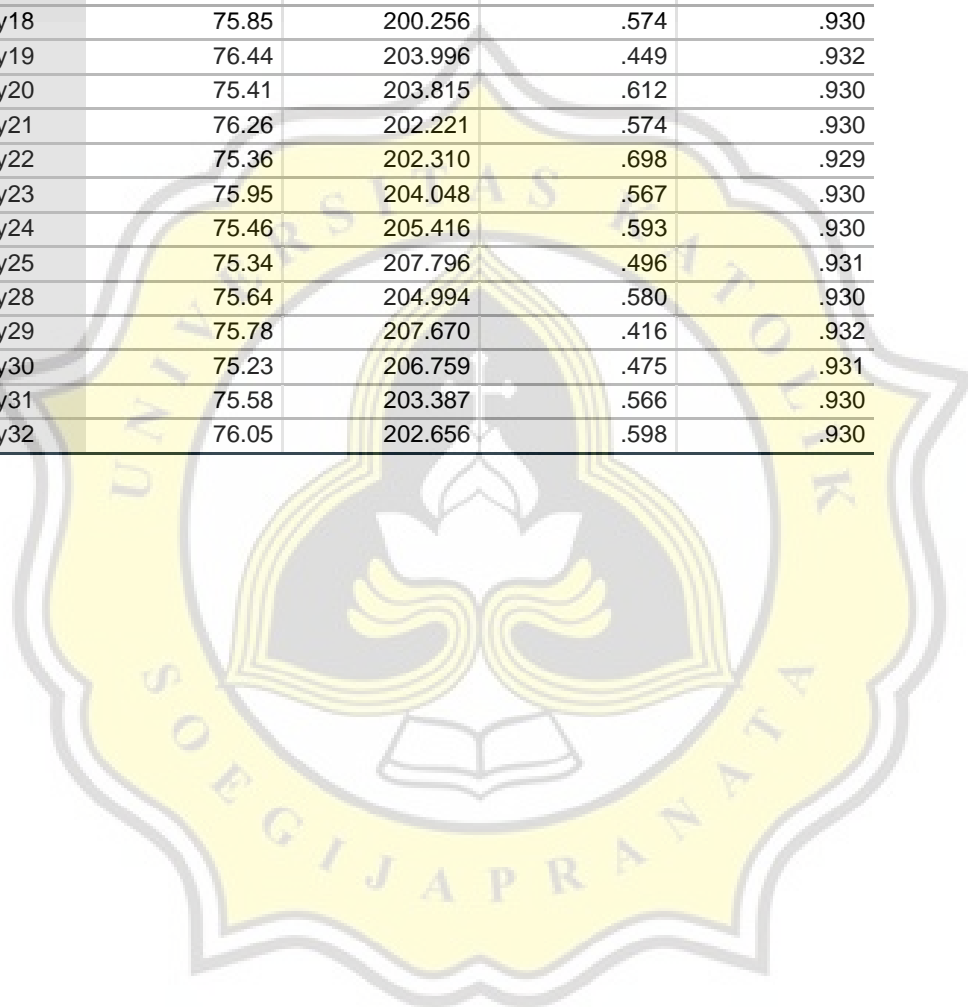 y18 75.85 200.256 .574 .930
y19 76.44 203.996 .449 .932
y20 75.41 203.815 .612 .930
y21 76.26 202.221 .574 .930
y22 75.36 202.310 .698 .929
y23 75.95 204.048 .567 .930
y24 75.46 205.416 .593 .930
y25 75.34 207.796 .496 .931
y28 75.64 204.994 .580 .930
y29 75.78 207.670 .416 .932
y30 75.23 206.759 .475 .931
y31 75.58 203.387 .566 .930
y32 76.05 202.656 .598 .930
UNIVERSITAS KATOLIK
SOEGIJAPRANATA